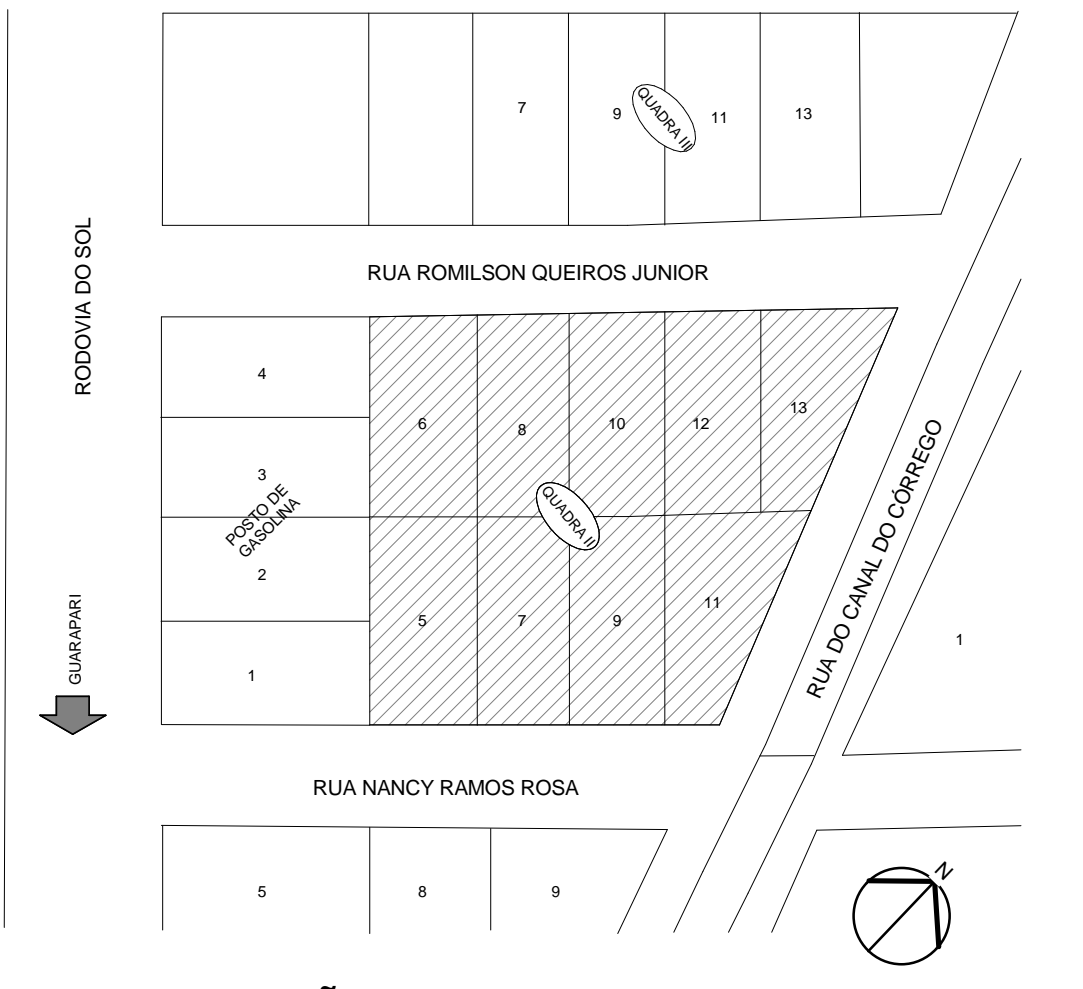 7
9
QUADRA III
11
13
RODOVIA DO SOL
RUA ROMILSON QUEIROS JUNIOR
4
6
8
10
12
13
3
POSTO DE
GASOLINA
QUADRA II
2
5
7
9
11
RUA DO CANAL DO CÓRREGO
GUARAPARI
1
1
RUA NANCY RAMOS ROSA
5
8
9
N